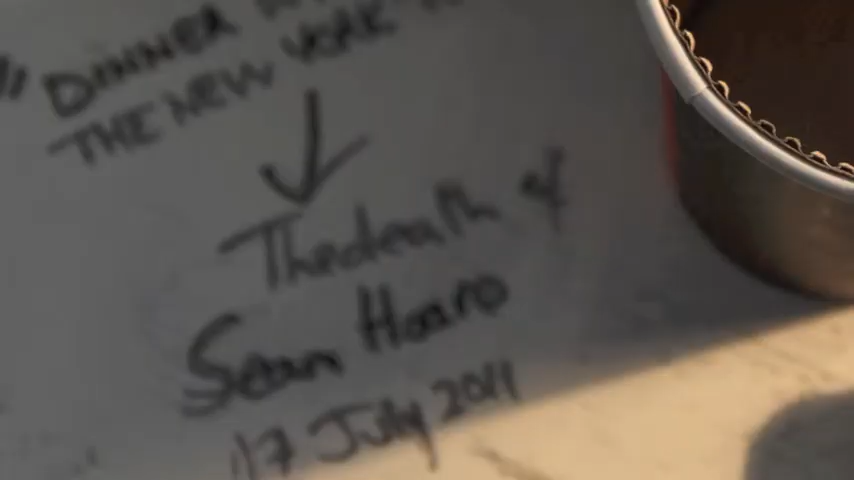 "DINNER
THE NEW YORK
The death of
Sean Hoare
17 July 2011